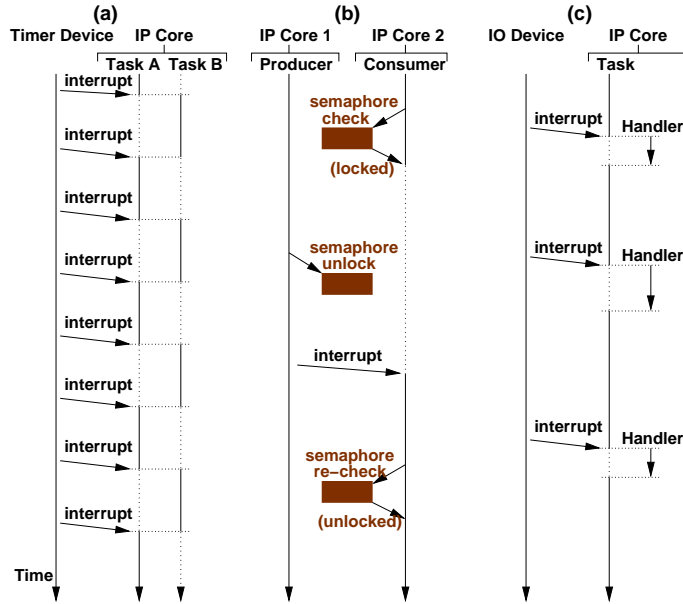 (a)
Timer Device
IP Core
Task A
Task B
interrupt
interrupt
interrupt
interrupt
interrupt
interrupt
interrupt
interrupt
Time
(b)
IP Core 1
IP Core 2
Producer
Consumer
semaphore
check
(locked)
semaphore
unlock
interrupt
semaphore
re-check
(unlocked)
(c)
IO Device
IP Core
Task
interrupt
Handler
interrupt
Handler
interrupt
Handler